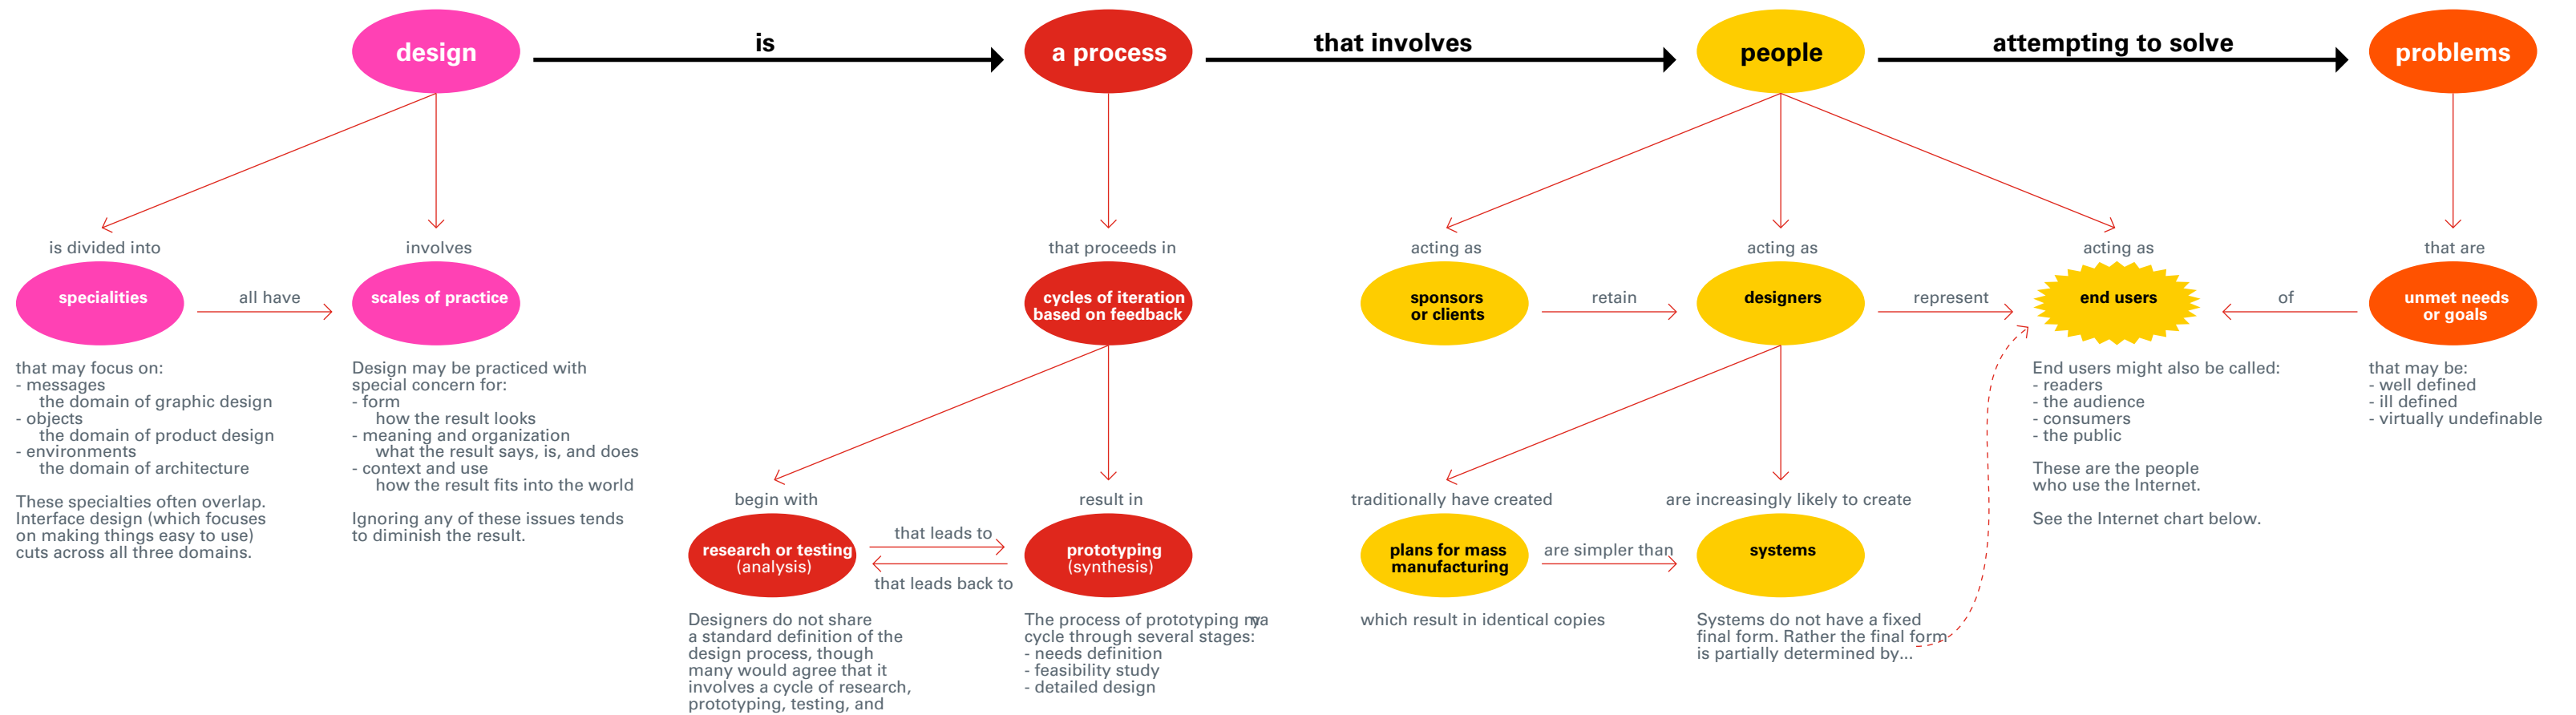 design
is
a process
that involves
people
attempting to solve
problems
is divided into
specialities
all have
involves
scales of practice
that may focus on:
- messages
the domain of graphic design
- objects
the domain of product design
- environments
the domain of architecture
These specialties often overlap.
Interface design (which focuses
on making things easy to use)
cuts across all three domains.
Design may be practiced with
special concern for:
- form
how the result looks
- meaning and organization
what the result says, is, and does
- context and use
how the result fits into the world
Ignoring any of these issues tends
to diminish the result.
that proceeds in
cycles of iteration
based on feedback
begin with
research or testing
(analysis)
that leads to
that leads back to
result in
prototyping
(synthesis)
Designers do not share
a standard definition of the
design process, though
many would agree that it
involves a cycle of research,
prototyping, testing, and
The process of prototyping may
cycle through several stages:
- needs definition
- feasibility study
- detailed design
acting as
sponsors
or clients
retain
acting as
designers
represent
acting as
end users
of
that are
unmet needs
or goals
traditionally have created
plans for mass
manufacturing
are simpler than
are increasingly likely to create
systems
which result in identical copies
Systems do not have a fixed
final form. Rather the final form
is partially determined by...
End users might also be called:
- readers
- the audience
- consumers
- the public
These are the people
who use the Internet.
See the Internet chart below.
that may be:
- well defined
- ill defined
- virtually undefinable